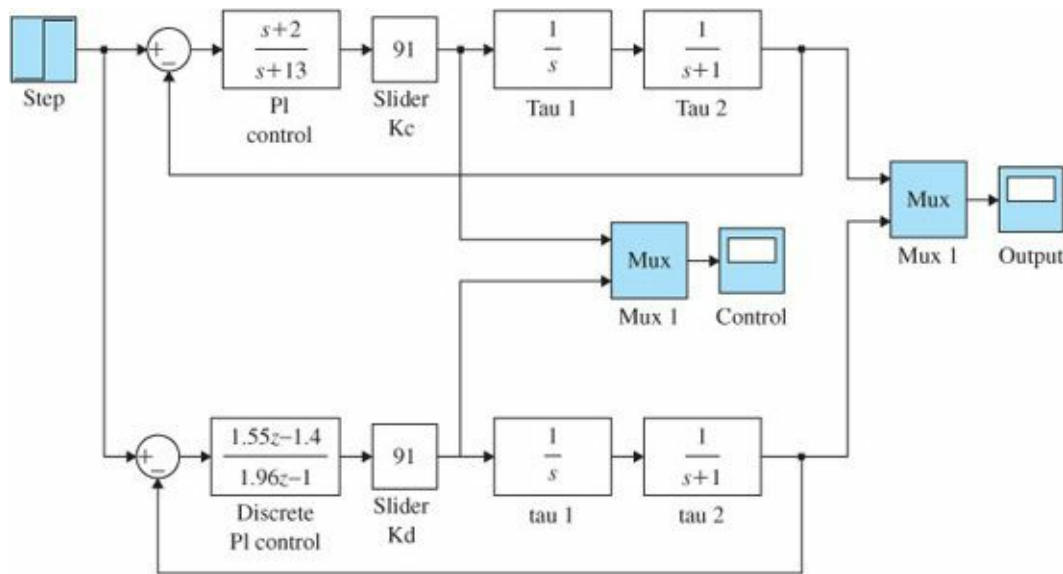 +
−
s+2
s+13
91
1
s
1
s+1
Step
PI
control
Slider
Kc
Tau 1
Tau 2
Mux
Mux 1
Output
Mux
Mux 1
Control
+
−
1.55z−1.4
1.96z−1
91
1
s
1
s+1
Discrete
PI control
Slider
Kd
tau 1
tau 2